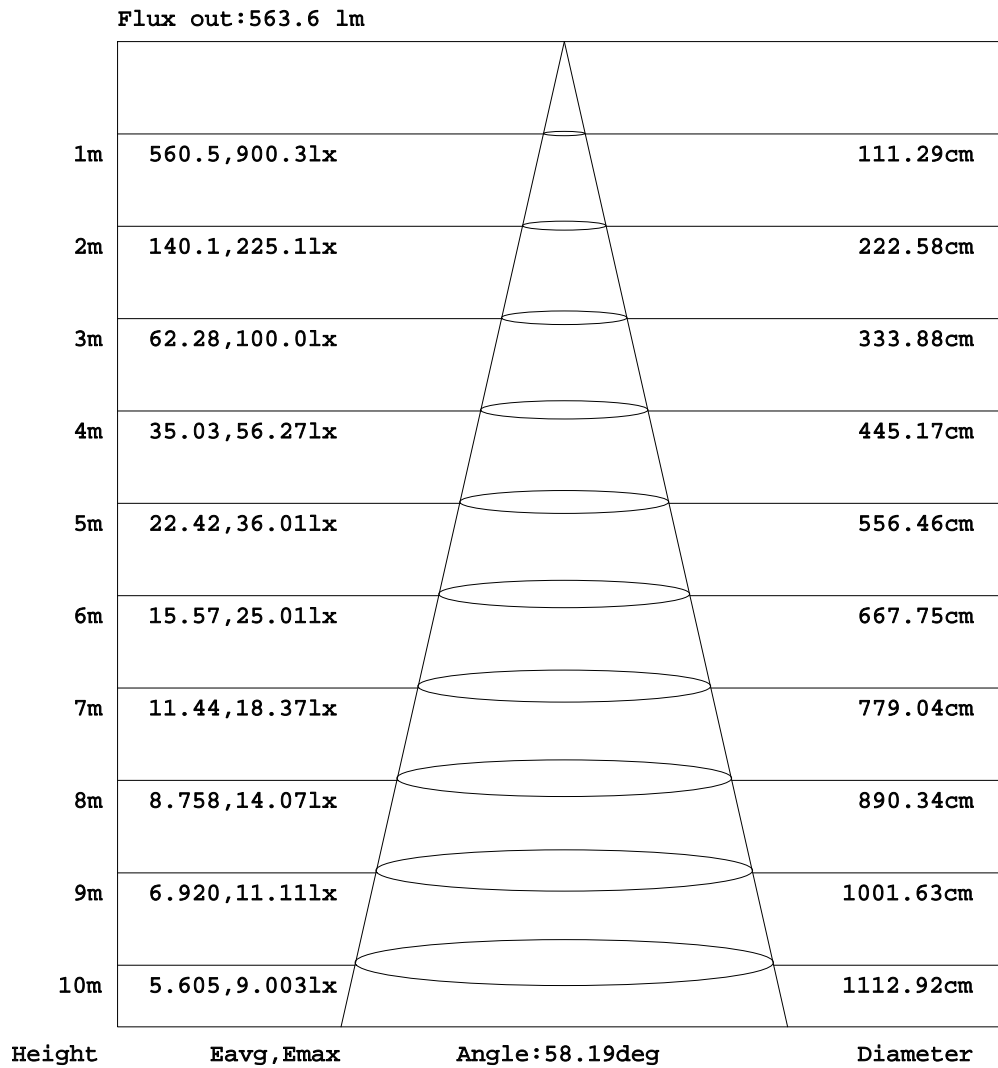 Flux out:563.6 lm
1m 560.5,900.3lx 111.29cm
2m 140.1,225.1lx 222.58cm
3m 62.28,100.0lx 333.88cm
4m 35.03,56.27lx 445.17cm
5m 22.42,36.01lx 556.46cm
6m 15.57,25.01lx 667.75cm
7m 11.44,18.37lx 779.04cm
8m 8.758,14.07lx 890.34cm
9m 6.920,11.11lx 1001.63cm
10m 5.605,9.003lx 1112.92cm
Height Eavg,Emax Angle:58.19deg Diameter